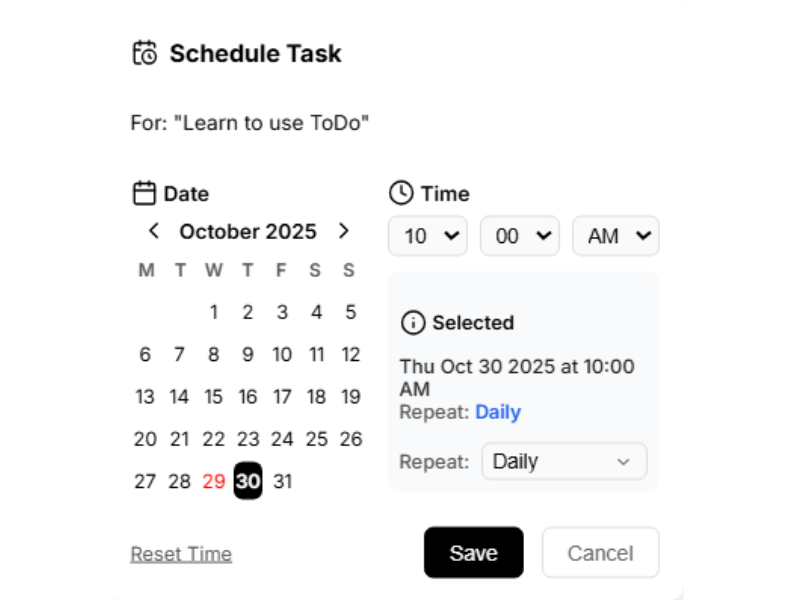 Schedule Task
For: "Learn to use ToDo"
Date
October 2025
M T W T F S S
1 2 3 4 5
6 7 8 9 10 11 12
13 14 15 16 17 18 19
20 21 22 23 24 25 26
27 28 29 30 31
Time
10 00 AM
Selected
Thu Oct 30 2025 at 10:00
AM
Repeat: Daily
Repeat: Daily
Reset Time
Save
Cancel